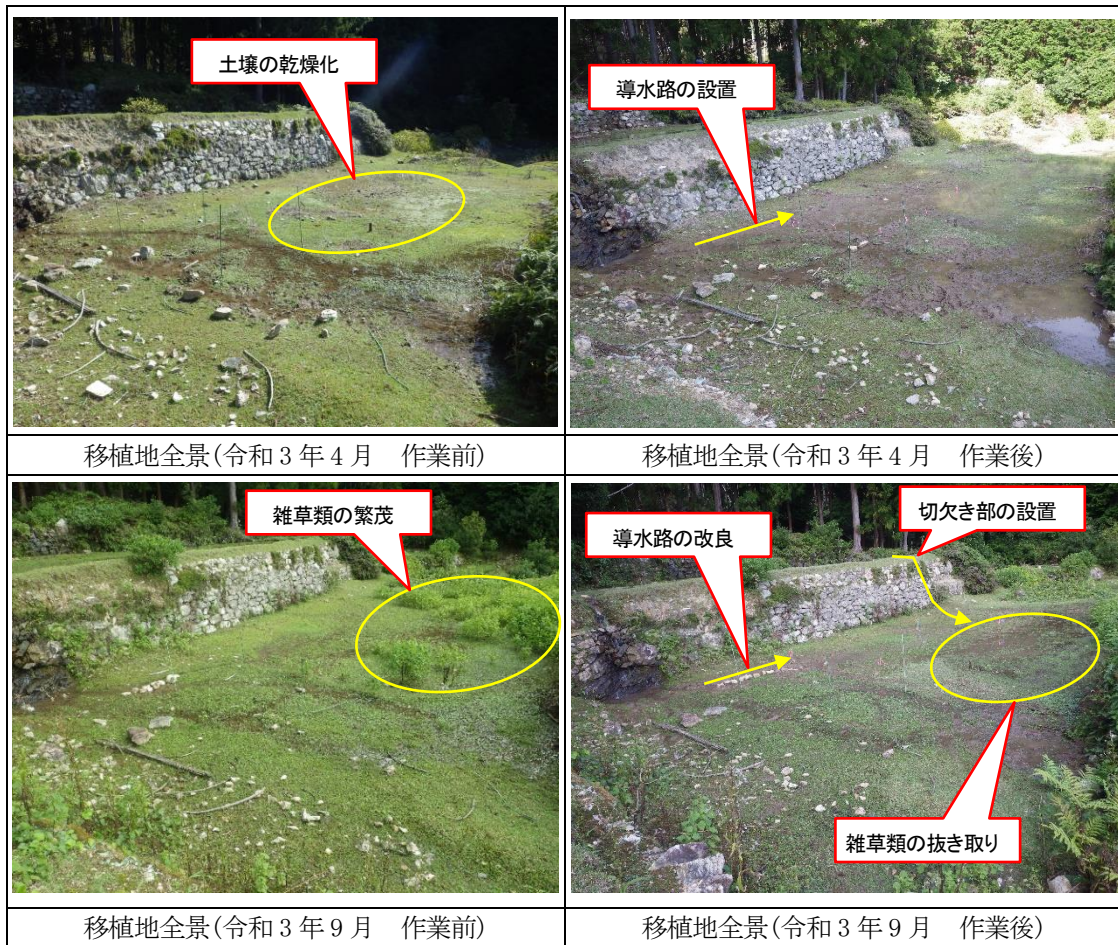 土壌の乾燥化
導水路の設置
移植地全景(令和3年4月　作業前)
移植地全景(令和3年4月　作業後)
雑草類の繁茂
切欠き部の設置
導水路の改良
雑草類の抜き取り
移植地全景(令和3年9月　作業前)
移植地全景(令和3年9月　作業後)